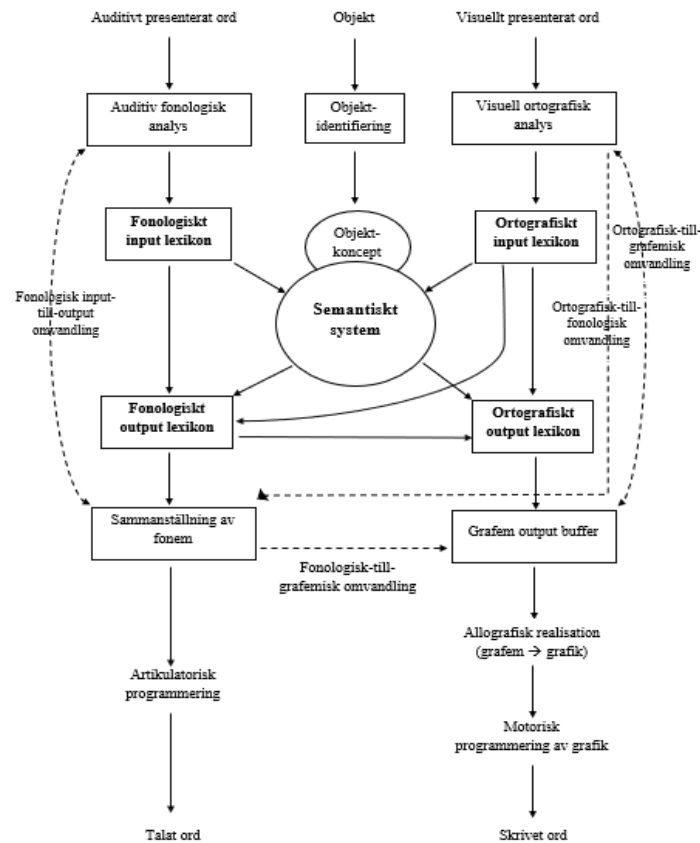 Auditivt presenterat ord
Objekt
Visuellt presenterat ord
Auditiv fonologisk
analys
Objekt-
identifiering
Visuell ortografisk
analys
Fonologiskt
input lexikon
Objekt-
koncept
Ortografiskt
input lexikon
Ortografisk-till-
grafemisk
omvandling
Fonologisk input-
till-output
omvandling
Semantiskt
system
Ortografisk-till-
fonologisk
omvandling
Fonologiskt
output lexikon
Ortografiskt
output lexikon
Sammanställning av
fonem
Grafem output buffer
Fonologisk-till-
grafemisk omvandling
Allografisk realisation
(grafem → grafik)
Artikulatorisk
programmering
Motorisk
programmering av grafik
Talat ord
Skrivet ord